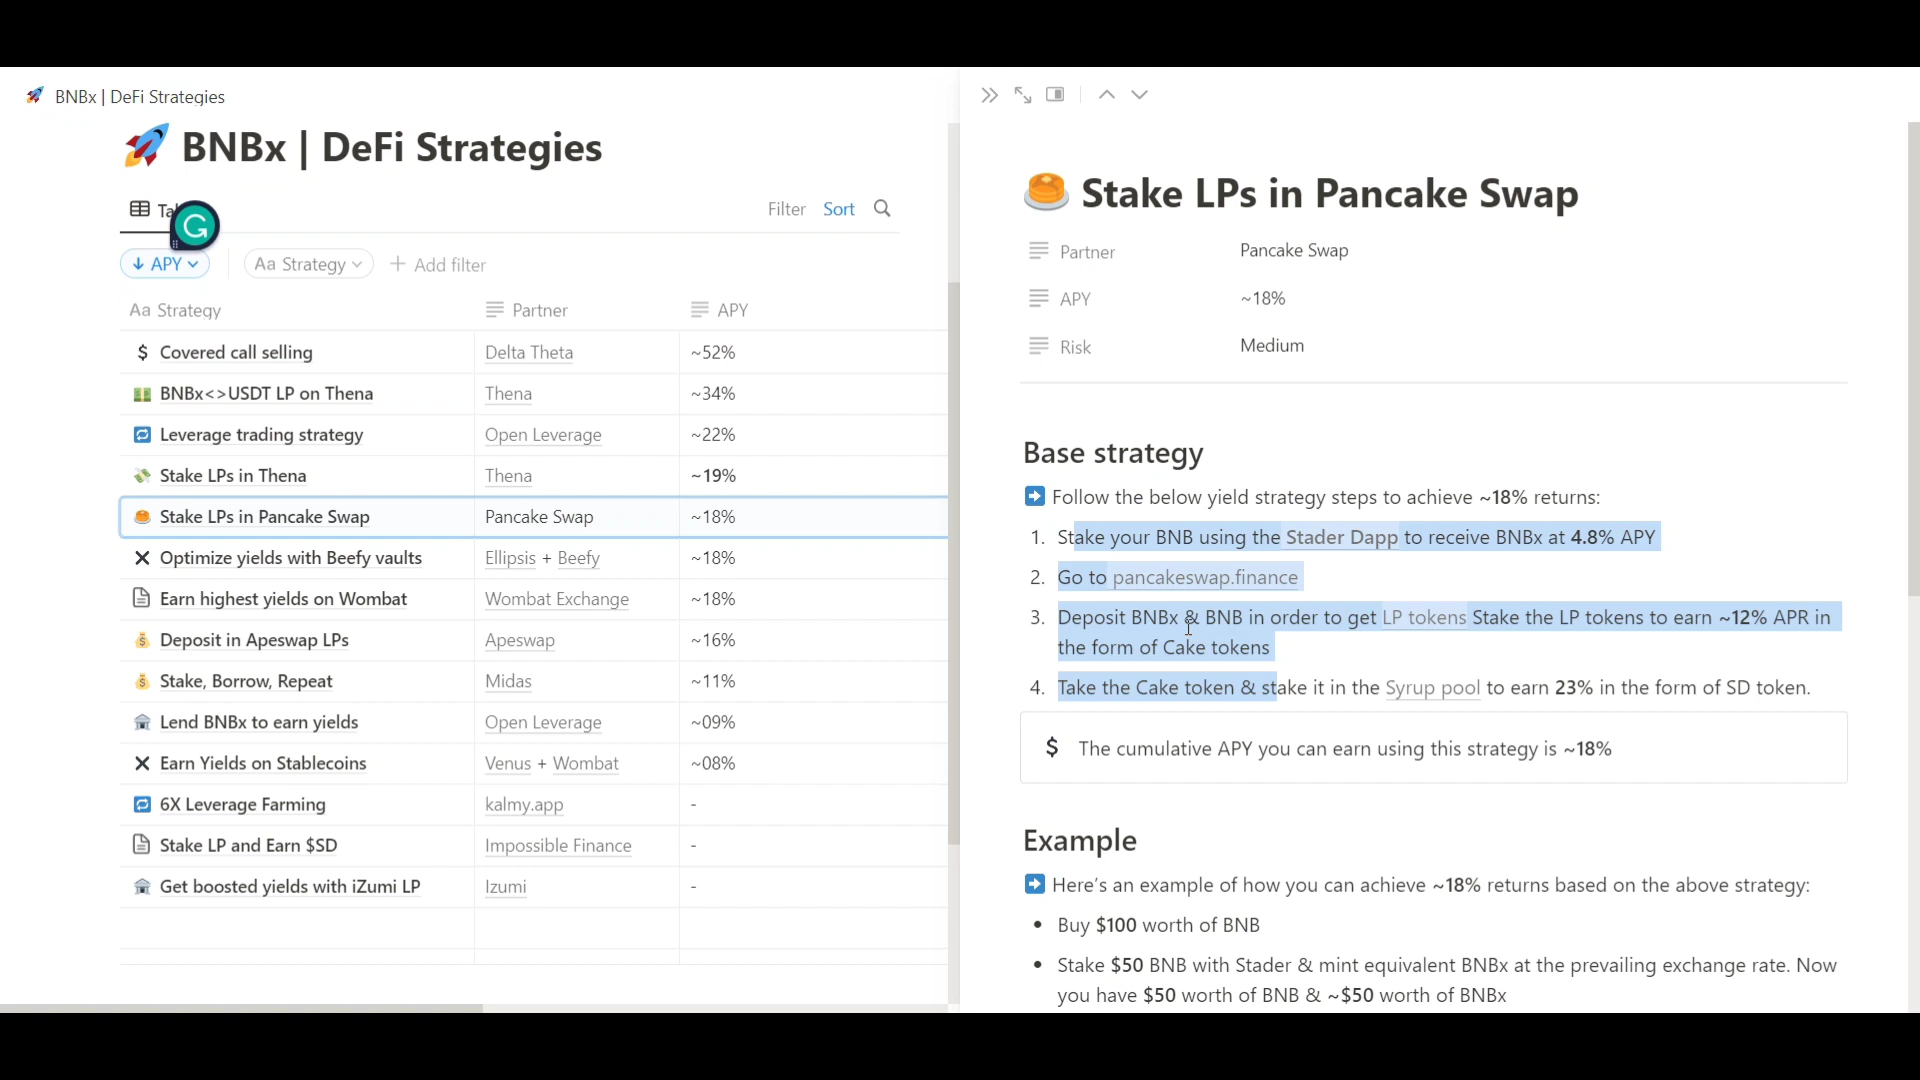 BNBx | DeFi Strategies
BNBx | DeFi Strategies
Filter Sort
APY
Aa Strategy
+ Add filter
Aa Strategy Partner APY
$ Covered call selling Delta Theta ~52%
BNBx<>USDT LP on Thena Thena ~34%
Leverage trading strategy Open Leverage ~22%
Stake LPs in Thena Thena ~19%
Stake LPs in Pancake Swap Pancake Swap ~18%
Optimize yields with Beefy vaults Ellipsis + Beefy ~18%
Earn highest yields on Wombat Wombat Exchange ~18%
Deposit in Apeswap LPs Apeswap ~16%
Stake, Borrow, Repeat Midas ~11%
Lend BNBx to earn yields Open Leverage ~09%
Earn Yields on Stablecoins Venus + Wombat ~08%
6X Leverage Farming kalmy.app -
Stake LP and Earn $SD Impossible Finance -
Get boosted yields with iZumi LP Izumi -
Stake LPs in Pancake Swap
Partner Pancake Swap
APY ~18%
Risk Medium
Base strategy
Follow the below yield strategy steps to achieve ~18% returns:
1. Stake your BNB using the Stader Dapp to receive BNBx at 4.8% APY
2. Go to pancakeswap.finance
3. Deposit BNBx & BNB in order to get LP tokens Stake the LP tokens to earn ~12% APR in
the form of Cake tokens
4. Take the Cake token & stake it in the Syrup pool to earn 23% in the form of SD token.
$ The cumulative APY you can earn using this strategy is ~18%
Example
Here's an example of how you can achieve ~18% returns based on the above strategy:
• Buy $100 worth of BNB
• Stake $50 BNB with Stader & mint equivalent BNBx at the prevailing exchange rate. Now
you have $50 worth of BNB & ~$50 worth of BNBx